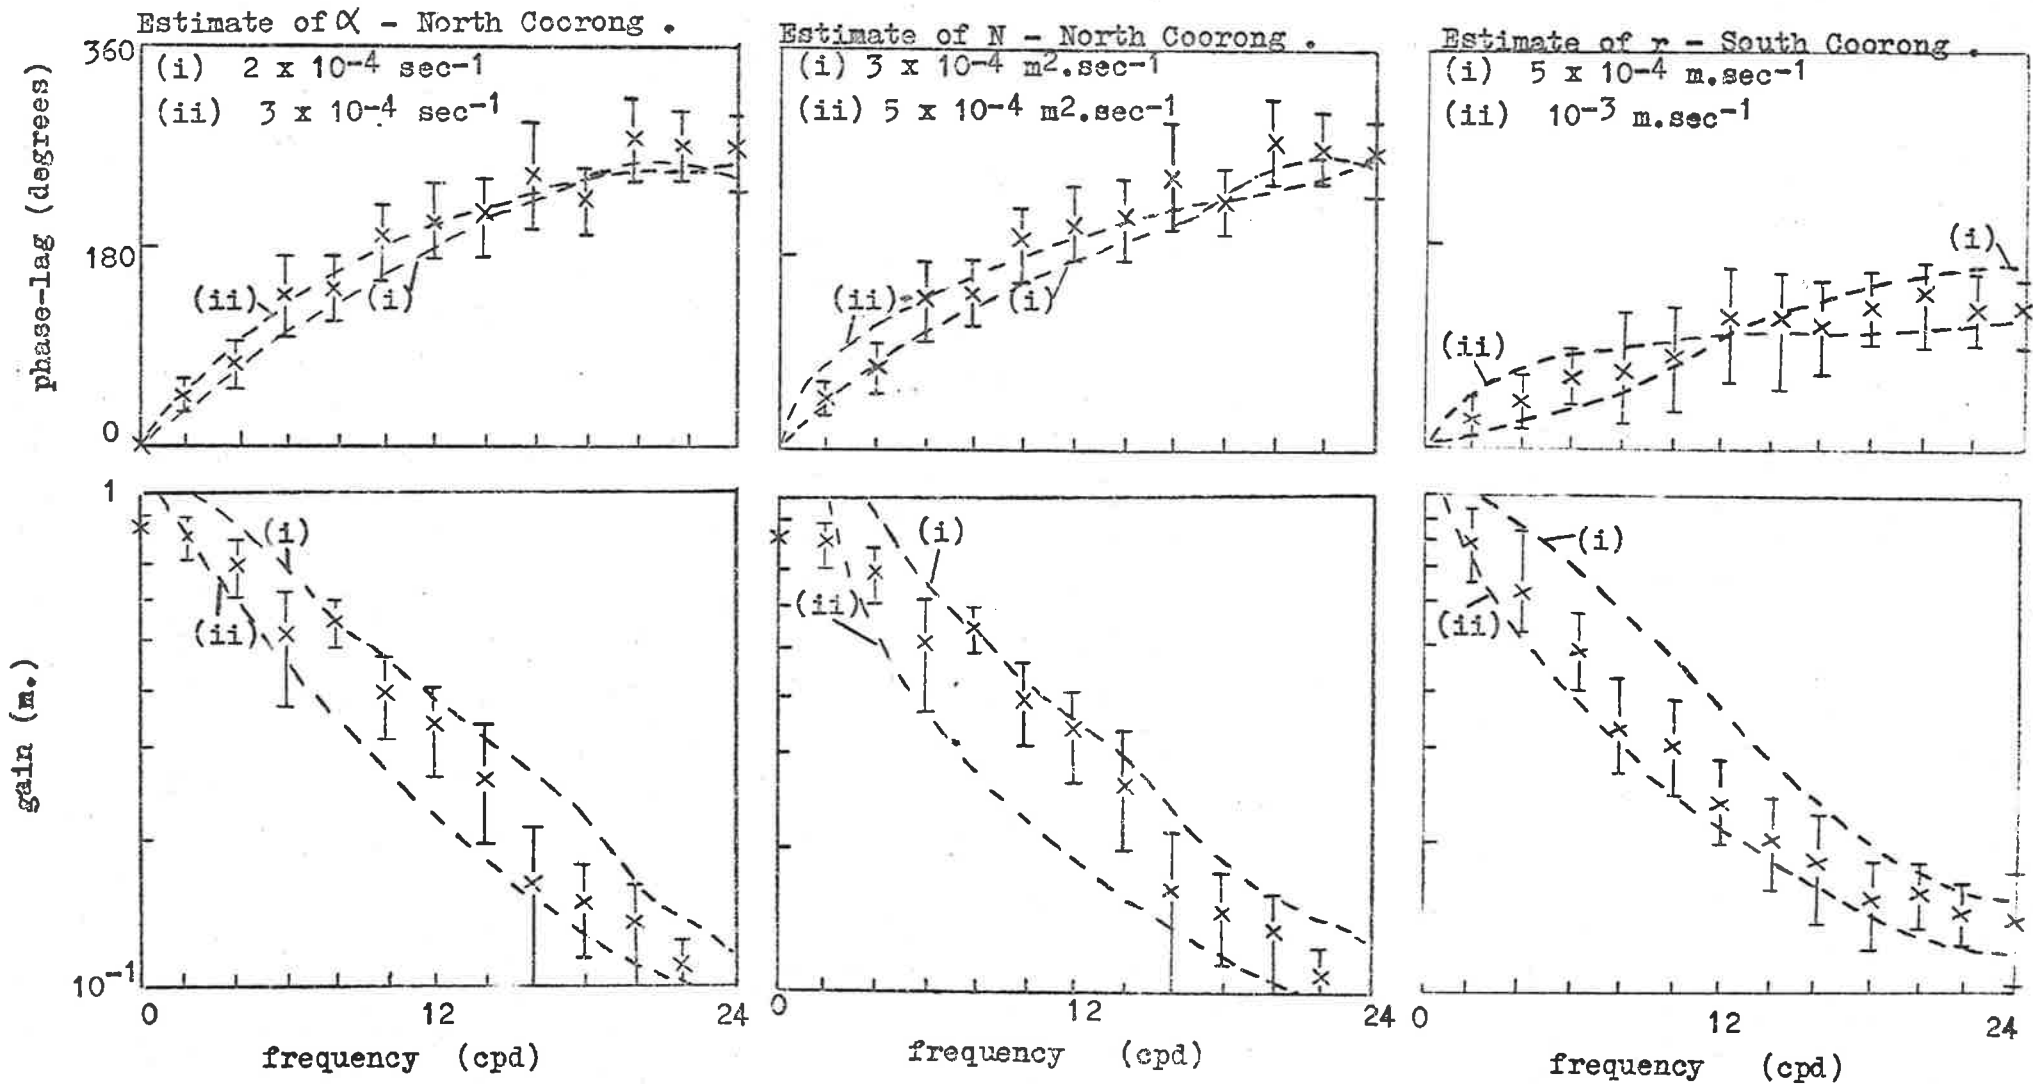 Estimate of α - North Coorong .
(i) 2 x 10-4 sec-1
(ii) 3 x 10-4 sec-1
Estimate of N - North Coorong .
(i) 3 x 10-4 m2.sec-1
(ii) 5 x 10-4 m2.sec-1
Estimate of r - South Coorong .
(i) 5 x 10-4 m.sec-1
(ii) 10-3 m.sec-1
phase-lag (degrees)
360
180
0
(ii)
(i)
(ii)
(i)
(ii)
(i)
gain (m.)
1
10-1
(i)
(ii)
(i)
(ii)
(i)
(ii)
0 12 24
0 12 24
0 12 24
frequency (cpd)
frequency (cpd)
frequency (cpd)